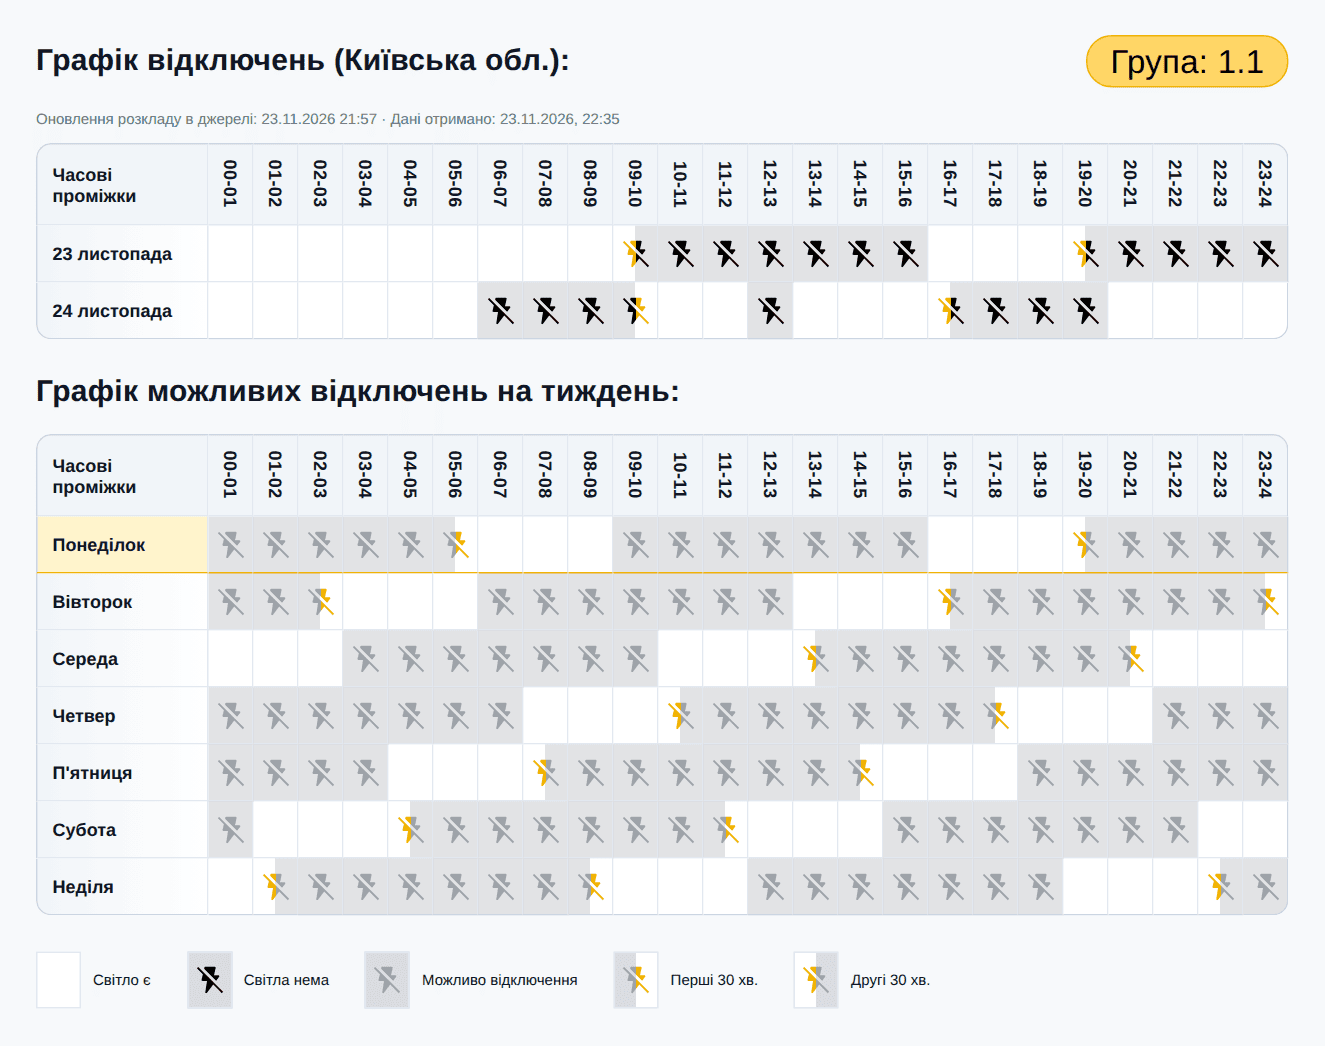 Графік відключень (Київська обл.):
Група: 1.1
Оновлення розкладу в джерелі: 23.11.2026 21:57 · Дані отримано: 23.11.2026, 22:35
Часові проміжки 00-01 01-02 02-03 03-04 04-05 05-06 06-07 07-08 08-09 09-10 10-11 11-12 12-13 13-14 14-15 15-16 16-17 17-18 18-19 19-20 20-21 21-22 22-23 23-24
23 листопада
24 листопада
Графік можливих відключень на тиждень:
Часові проміжки 00-01 01-02 02-03 03-04 04-05 05-06 06-07 07-08 08-09 09-10 10-11 11-12 12-13 13-14 14-15 15-16 16-17 17-18 18-19 19-20 20-21 21-22 22-23 23-24
Понеділок
Вівторок
Середа
Четвер
П'ятниця
Субота
Неділя
Світло є Світла нема Можливо відключення Перші 30 хв. Другі 30 хв.